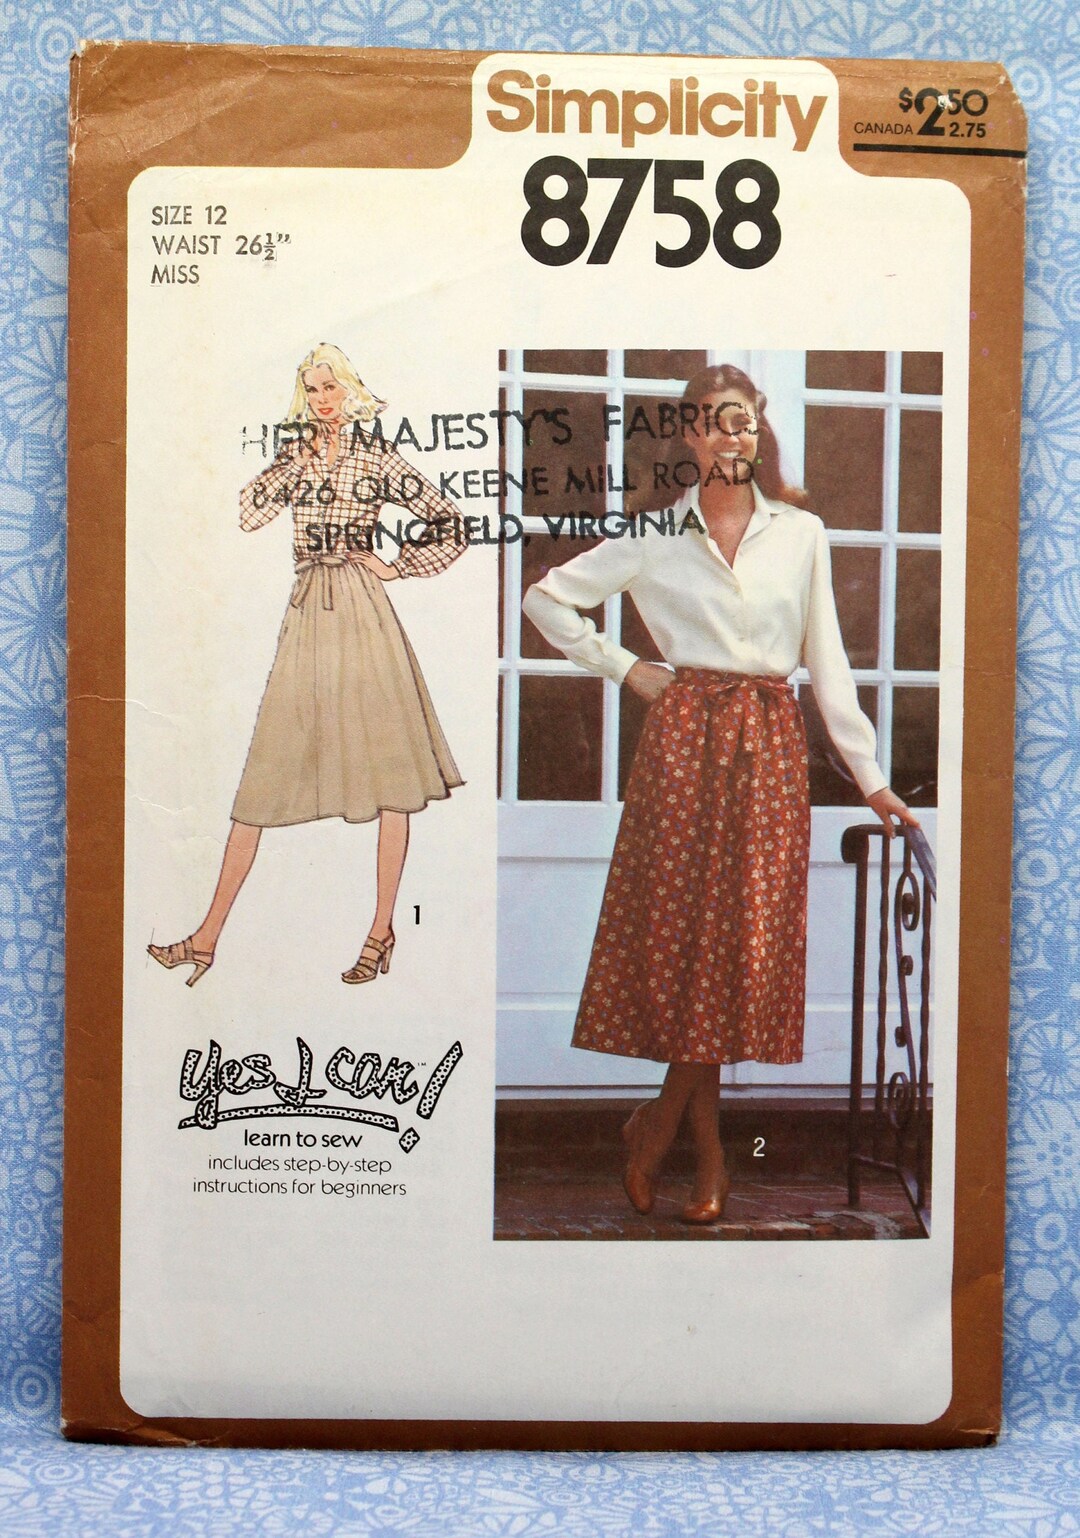 Simplicity
8758
$2.50
CANADA 2.75
SIZE 12
WAIST 26½"
MISS
HER MAJESTY'S FABRICS
8426 OLD KEENE MILL ROAD
SPRINGFIELD, VIRGINIA
1
2
yes I can!™
learn to sew
includes step-by-step
instructions for beginners